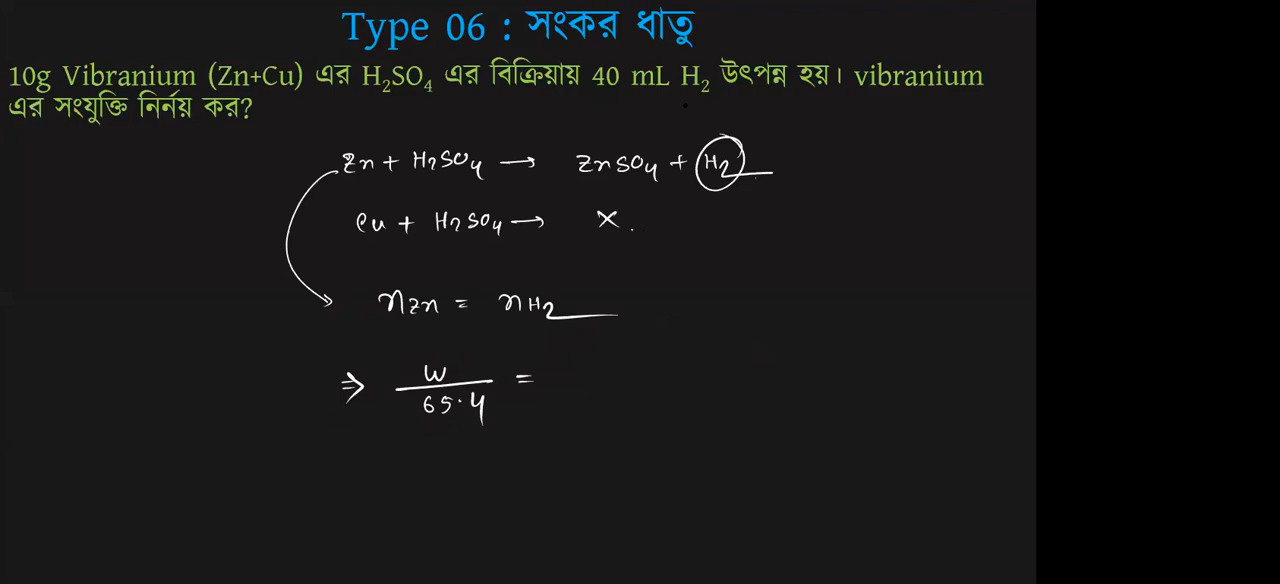 Type 06 : সংকর ধাতু
10g Vibranium (Zn+Cu) এর H₂SO₄ এর বিক্রিয়ায় 40 mL H₂ উৎপন্ন হয়। vibranium
এর সংযুক্তি নির্নয় কর?
Zn + H₂SO₄ → ZnSO₄ + H₂
Cu + H₂SO₄ → ×.
nZn = nH₂
⇒ W/65.4 =